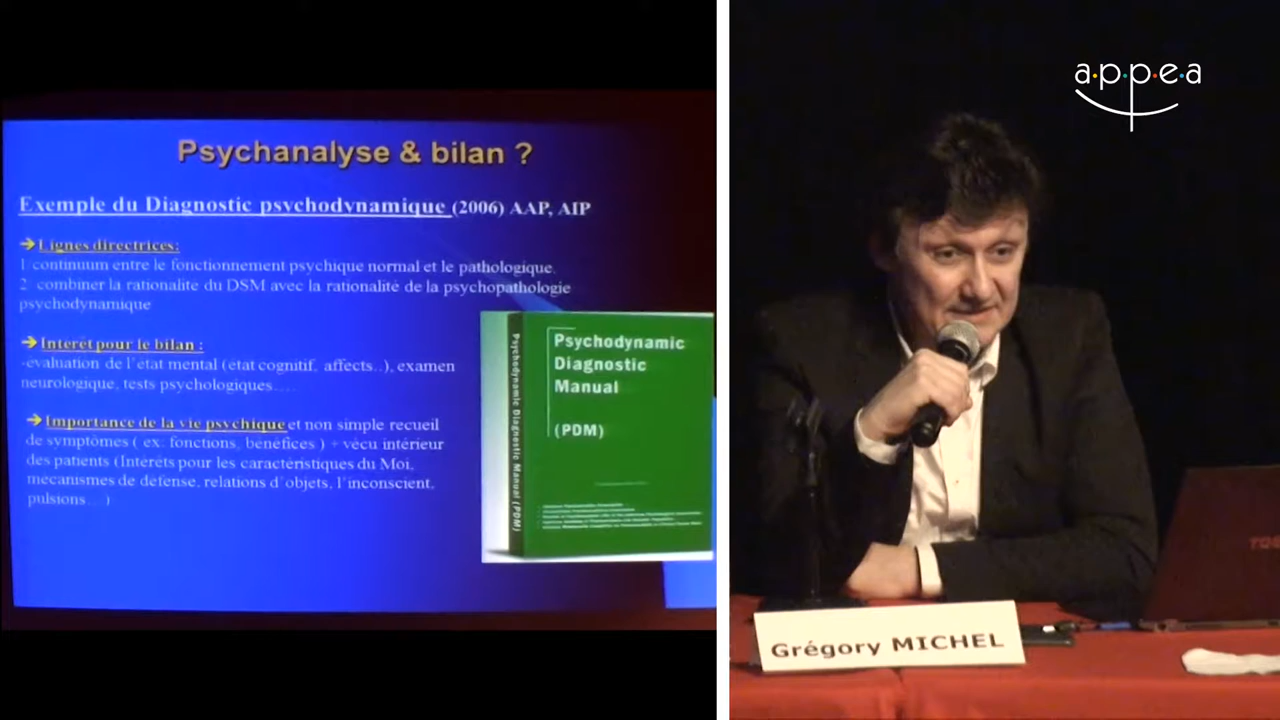 Psychanalyse & bilan ?
Exemple du Diagnostic psychodynamique (2006) AAP, AIP
➔Lignes directrices:
1 continuum entre le fonctionnement psychique normal et le pathologique.
2 combiner la rationalité du DSM avec la rationalité de la psychopathologie
psychodynamique
➔Intérêt pour le bilan :
-évaluation de l'état mental (état cognitif, affects..), examen
neurologique, tests psychologiques.....
➔Importance de la vie psychique et non simple recueil
de symptômes ( ex: fonctions, bénéfices ) + vécu intérieur
des patients (Intérêts pour les caractéristiques du Moi,
mécanismes de défense, relations d'objets, l'inconscient,
pulsions....)
Psychodynamic Diagnostic Manual (PDM)
Psychodynamic
Diagnostic
Manual
(PDM)
a·p·p·e·a
Grégory MICHEL